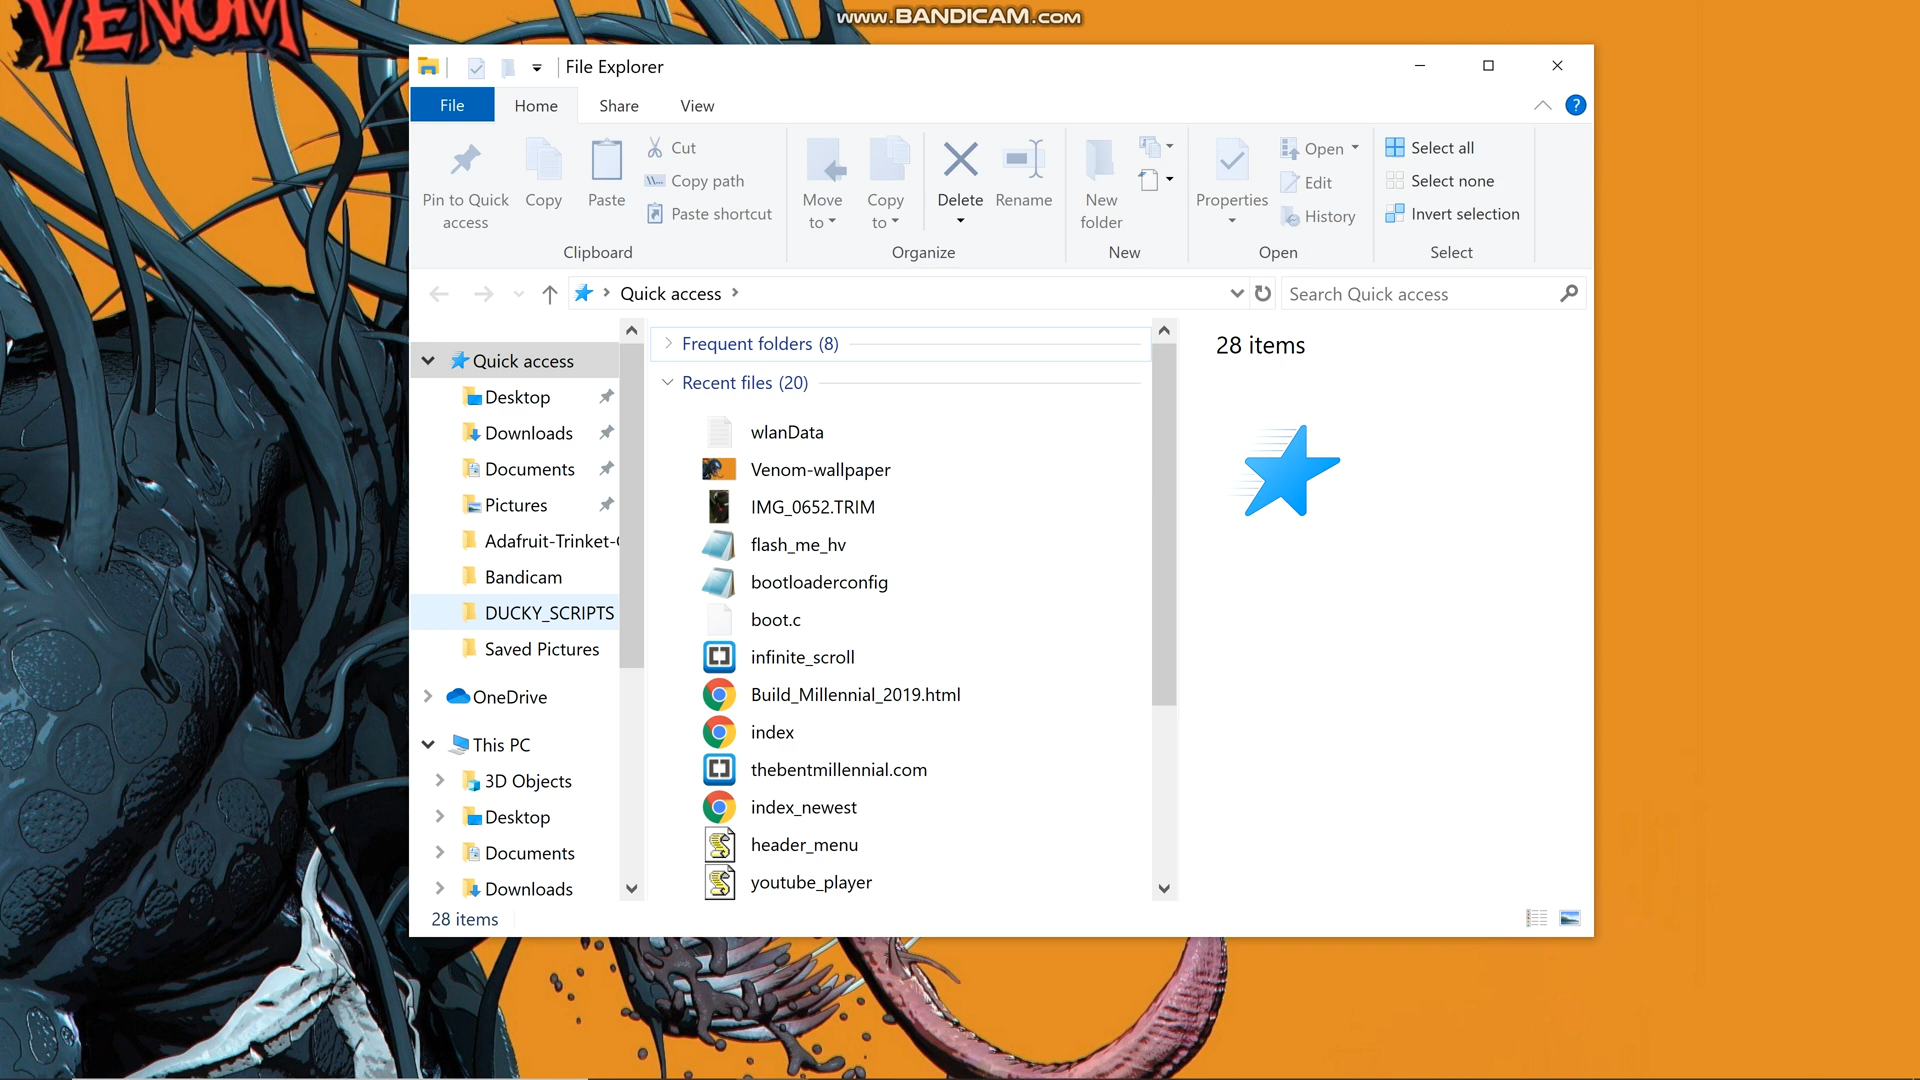 VENOM
www.BANDICAM.com
File Explorer
File
Home
Share
View
?
Pin to Quick access
Copy
Paste
Cut
Copy path
Paste shortcut
Clipboard
Move to
Copy to
Delete
Rename
Organize
New folder
New
Properties
Open
Edit
History
Open
Select all
Select none
Invert selection
Select
Quick access
Search Quick access
Quick access
Desktop
Downloads
Documents
Pictures
Adafruit-Trinket-
Bandicam
DUCKY_SCRIPTS
Saved Pictures
OneDrive
This PC
3D Objects
Desktop
Documents
Downloads
Frequent folders (8)
Recent files (20)
wlanData
Venom-wallpaper
IMG_0652.TRIM
flash_me_hv
bootloaderconfig
boot.c
infinite_scroll
Build_Millennial_2019.html
index
thebentmillennial.com
index_newest
header_menu
youtube_player
28 items
28 items